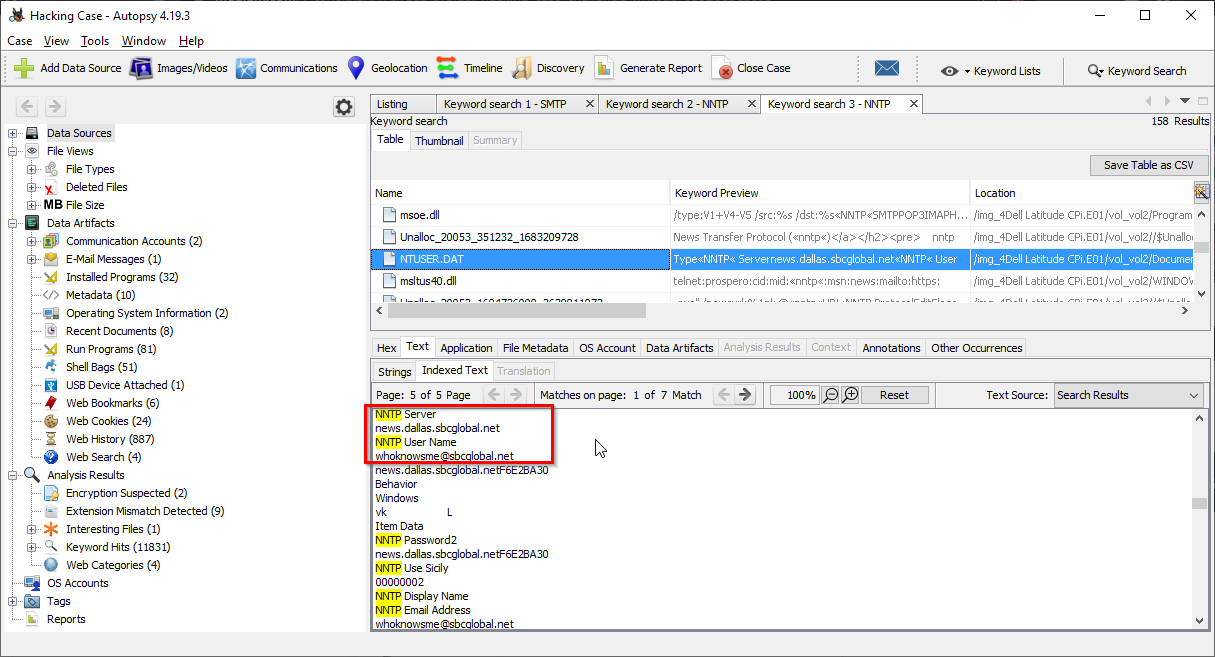 Hacking Case - Autopsy 4.19.3
Case View Tools Window Help
Add Data Source Images/Videos Communications Geolocation Timeline Discovery Generate Report Close Case Keyword Lists Keyword Search
Data Sources
File Views
File Types
Deleted Files
MB File Size
Data Artifacts
Communication Accounts (2)
E-Mail Messages (1)
Installed Programs (32)
Metadata (10)
Operating System Information (2)
Recent Documents (8)
Run Programs (81)
Shell Bags (51)
USB Device Attached (1)
Web Bookmarks (6)
Web Cookies (24)
Web History (887)
Web Search (4)
Analysis Results
Encryption Suspected (2)
Extension Mismatch Detected (9)
Interesting Files (1)
Keyword Hits (11831)
Web Categories (4)
OS Accounts
Tags
Reports
Listing Keyword search 1 - SMTP Keyword search 2 - NNTP Keyword search 3 - NNTP
Keyword search 158 Results
Table Thumbnail Summary
Save Table as CSV
Name Keyword Preview Location
msoe.dll /type:V1+V4-V5 /src:%s /dst:%s«NNTP«SMTPPOP3IMAPH... /img_4Dell Latitude CPi.E01/vol_vol2/Program
Unalloc_20053_351232_1683209728 News Transfer Protocol («nntp«)</a></h2><pre> nntp /img_4Dell Latitude CPi.E01/vol_vol2//$Unalloc
NTUSER.DAT Type«NNTP« Servernews.dallas.sbcglobal.net«NNTP« User /img_4Dell Latitude CPi.E01/vol_vol2/Documen
msltus40.dll telnet:prospero:cid:mid:«nntp«:msn:news:mailto:https: /img_4Dell Latitude CPi.E01/vol_vol2/WINDOW
Hex Text Application File Metadata OS Account Data Artifacts Analysis Results Context Annotations Other Occurrences
Strings Indexed Text Translation
Page: 5 of 5 Page Matches on page: 1 of 7 Match 100% Reset Text Source: Search Results
NNTP Server
news.dallas.sbcglobal.net
NNTP User Name
whoknowsme@sbcglobal.net
news.dallas.sbcglobal.netF6E2BA30
Behavior
Windows
vk L
Item Data
NNTP Password2
news.dallas.sbcglobal.netF6E2BA30
NNTP Use Sicily
00000002
NNTP Display Name
NNTP Email Address
whoknowsme@sbcglobal.net